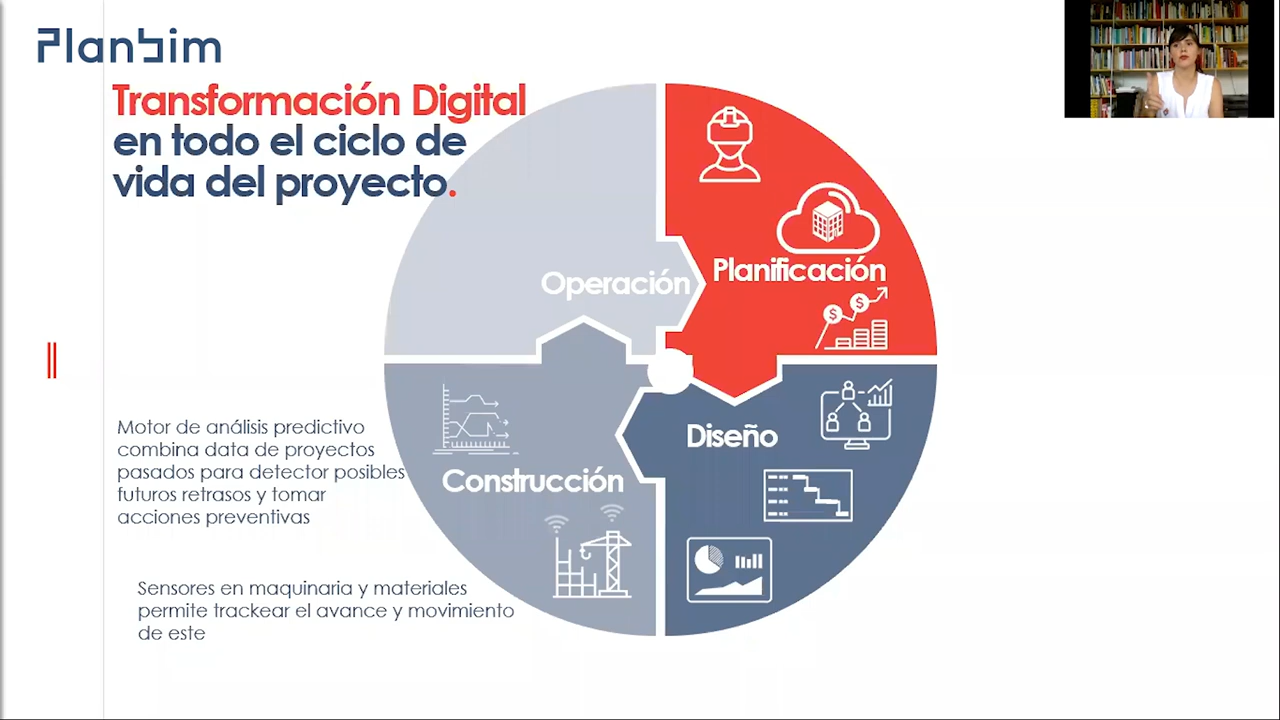 PlanBim
Transformación Digital
en todo el ciclo de
vida del proyecto.
Operación
Planificación
$
$
Diseño
Construcción
Motor de análisis predictivo
combina data de proyectos
pasados para detector posibles
futuros retrasos y tomar
acciones preventivas
Sensores en maquinaria y materiales
permite trackear el avance y movimiento
de este